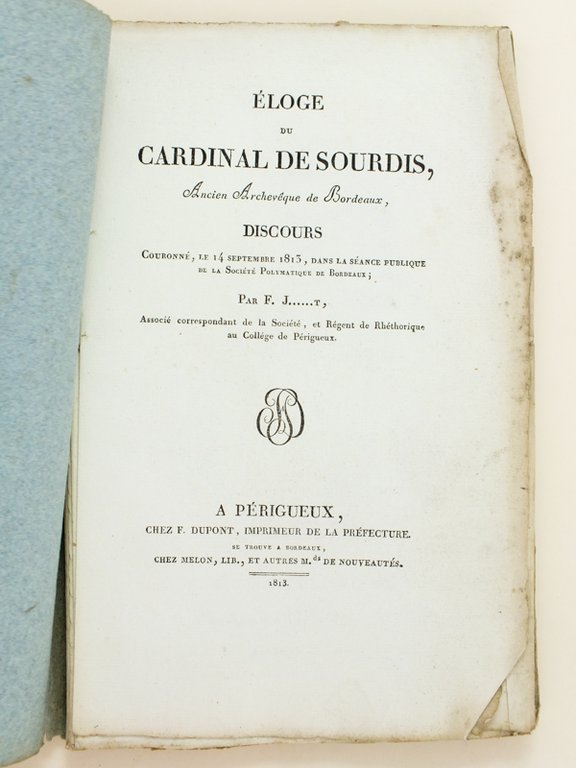 ÉLOGE
DU
CARDINAL DE SOURDIS,
Ancien Archevêque de Bordeaux,
DISCOURS
Couronné, le 14 septembre 1813, dans la séance publique
de la Société Polymatique de Bordeaux;
Par F. J......t,
Associé correspondant de la Société, et Régent de Rhéthorique
au Collége de Périgueux.
A PÉRIGUEUX,
CHEZ F. DUPONT, IMPRIMEUR DE LA PRÉFECTURE.
SE TROUVE A BORDEAUX,
CHEZ MELON, LIB., ET AUTRES M.ds DE NOUVEAUTÉS.
1813.